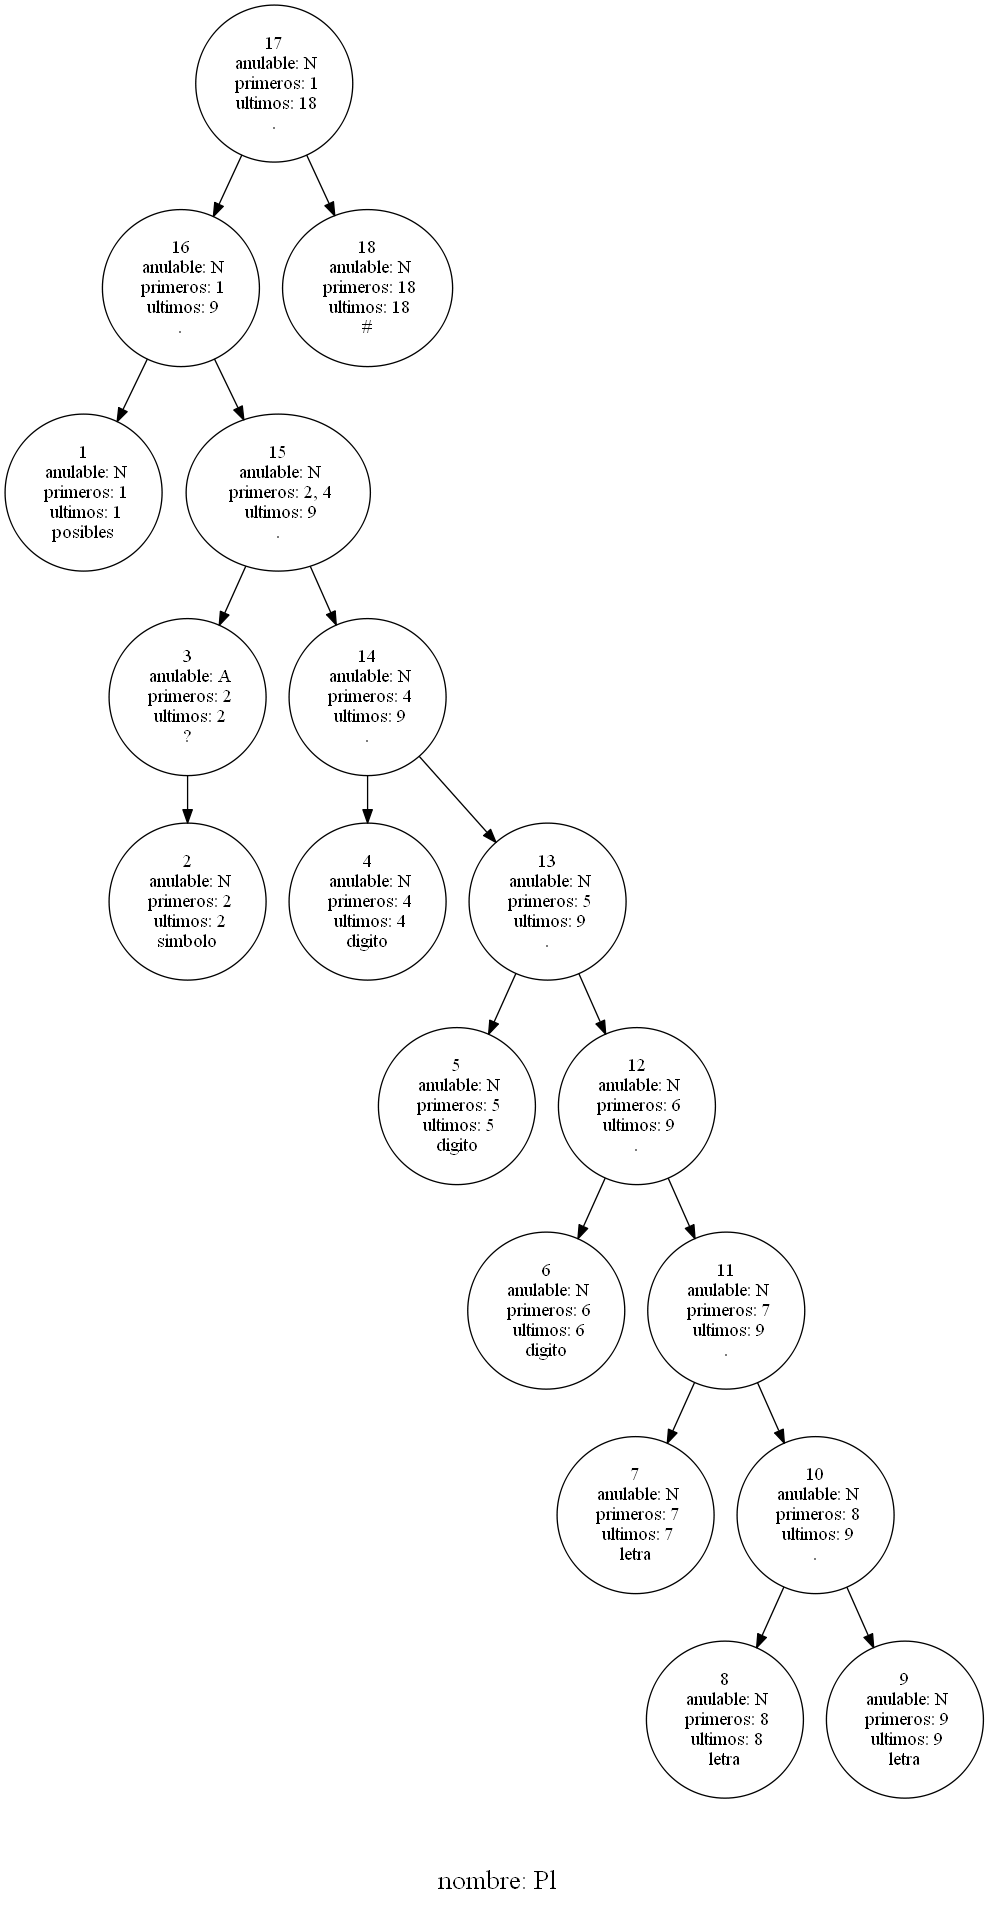 17
anulable: N
primeros: 1
ultimos: 18
.
16
anulable: N
primeros: 1
ultimos: 9
.
18
anulable: N
primeros: 18
ultimos: 18
#
1
anulable: N
primeros: 1
ultimos: 1
posibles
15
anulable: N
primeros: 2, 4
ultimos: 9
.
3
anulable: A
primeros: 2
ultimos: 2
?
14
anulable: N
primeros: 4
ultimos: 9
.
2
anulable: N
primeros: 2
ultimos: 2
simbolo
4
anulable: N
primeros: 4
ultimos: 4
digito
13
anulable: N
primeros: 5
ultimos: 9
.
5
anulable: N
primeros: 5
ultimos: 5
digito
12
anulable: N
primeros: 6
ultimos: 9
.
6
anulable: N
primeros: 6
ultimos: 6
digito
11
anulable: N
primeros: 7
ultimos: 9
.
7
anulable: N
primeros: 7
ultimos: 7
letra
10
anulable: N
primeros: 8
ultimos: 9
.
8
anulable: N
primeros: 8
ultimos: 8
letra
9
anulable: N
primeros: 9
ultimos: 9
letra
nombre: Pl